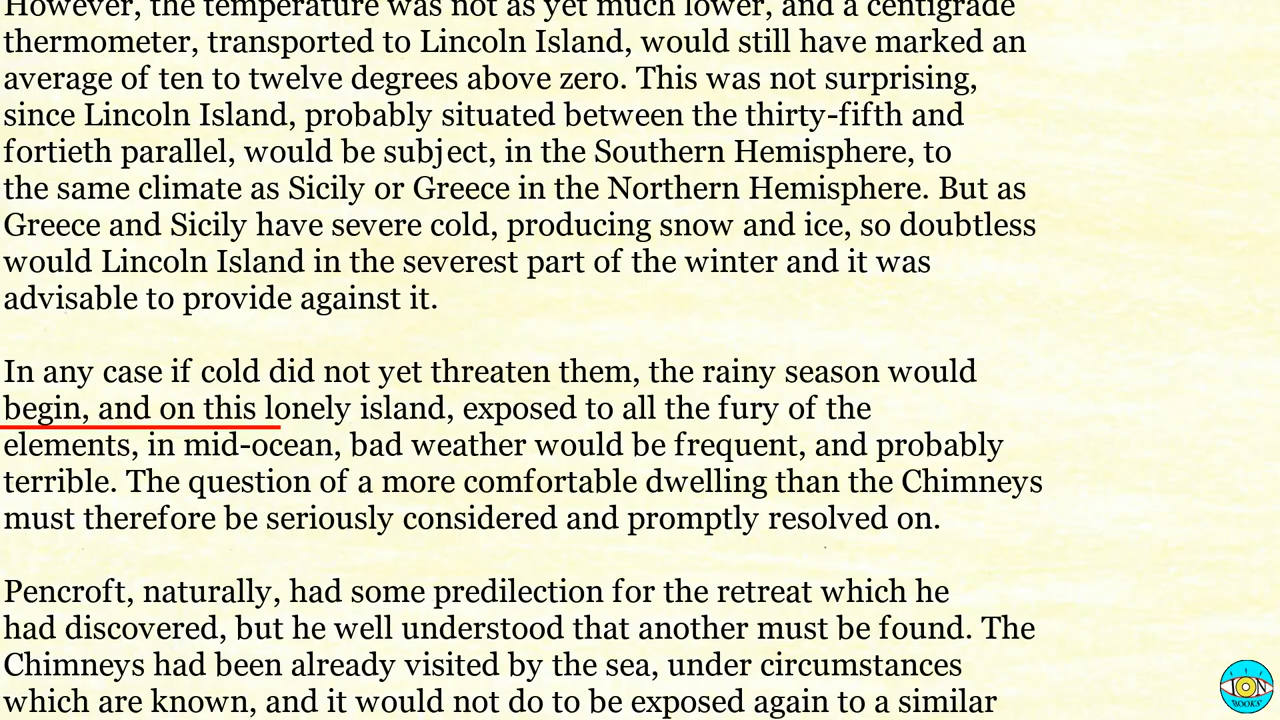 However, the temperature was not as yet much lower, and a centigrade
thermometer, transported to Lincoln Island, would still have marked an
average of ten to twelve degrees above zero. This was not surprising,
since Lincoln Island, probably situated between the thirty-fifth and
fortieth parallel, would be subject, in the Southern Hemisphere, to
the same climate as Sicily or Greece in the Northern Hemisphere. But as
Greece and Sicily have severe cold, producing snow and ice, so doubtless
would Lincoln Island in the severest part of the winter and it was
advisable to provide against it.
In any case if cold did not yet threaten them, the rainy season would
begin, and on this lonely island, exposed to all the fury of the
elements, in mid-ocean, bad weather would be frequent, and probably
terrible. The question of a more comfortable dwelling than the Chimneys
must therefore be seriously considered and promptly resolved on.
Pencroft, naturally, had some predilection for the retreat which he
had discovered, but he well understood that another must be found. The
Chimneys had been already visited by the sea, under circumstances
which are known, and it would not do to be exposed again to a similar
ION
BOOKS